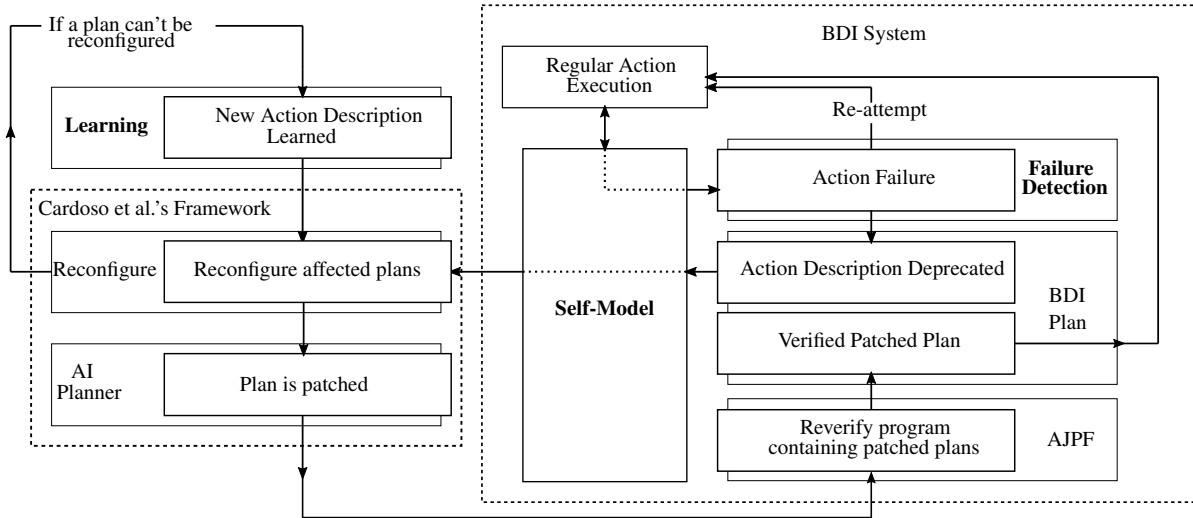 If a plan can't be
reconfigured
Learning
New Action Description
Learned
Cardoso et al.'s Framework
Reconfigure
Reconfigure affected plans
AI
Planner
Plan is patched
BDI System
Regular Action
Execution
Re-attempt
Action Failure
Failure
Detection
Self-Model
Action Description Deprecated
BDI
Plan
Verified Patched Plan
Reverify program
containing patched plans
AJPF